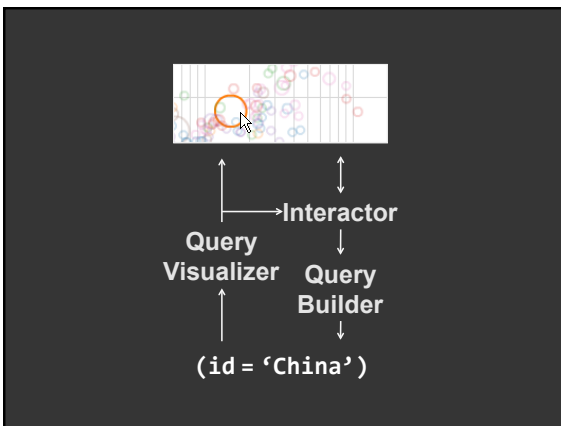 Interactor
Query
Visualizer
Query
Builder
(id = ‘China’)